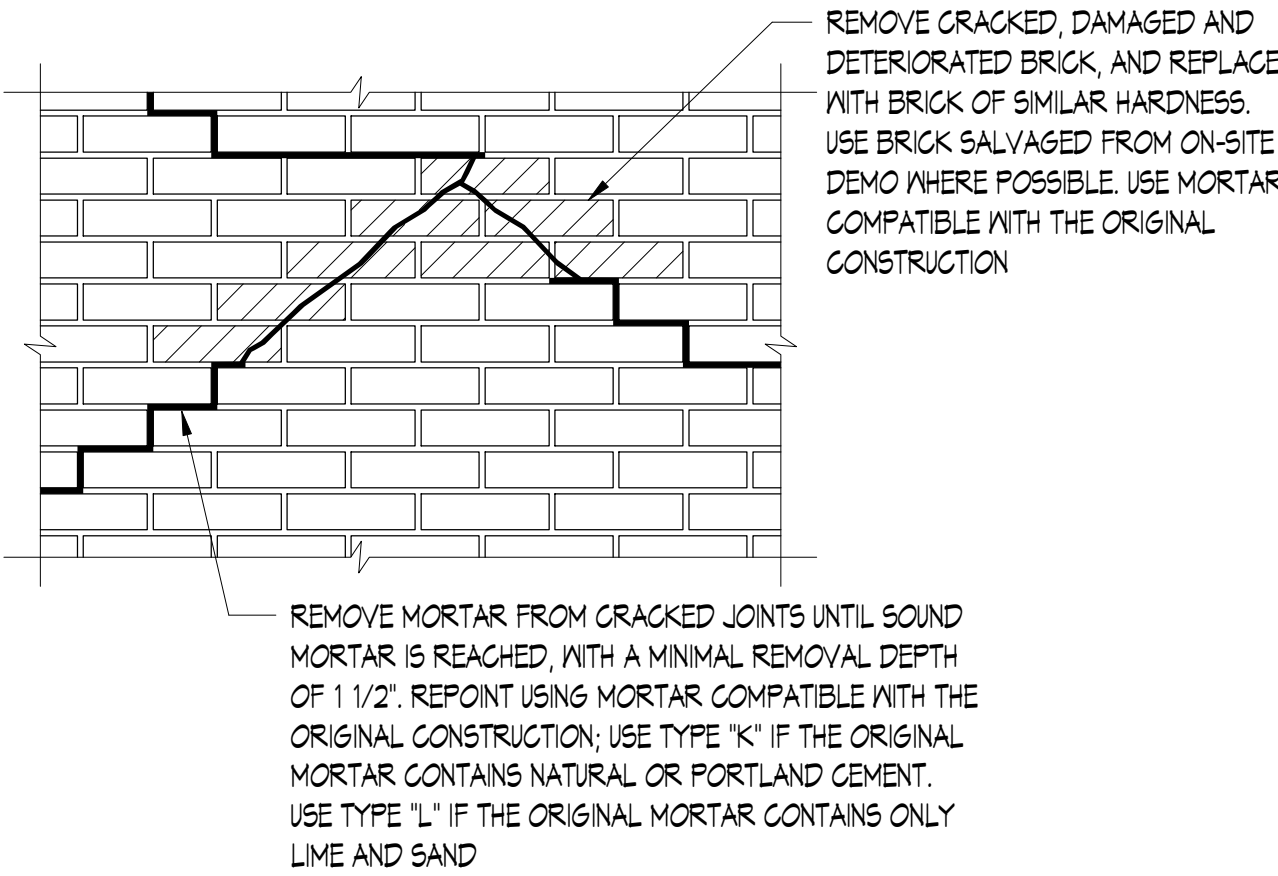 REMOVE CRACKED, DAMAGED AND
DETERIORATED BRICK, AND REPLACE
WITH BRICK OF SIMILAR HARDNESS.
USE BRICK SALVAGED FROM ON-SITE
DEMO WHERE POSSIBLE. USE MORTAR
COMPATIBLE WITH THE ORIGINAL
CONSTRUCTION
REMOVE MORTAR FROM CRACKED JOINTS UNTIL SOUND
MORTAR IS REACHED, WITH A MINIMAL REMOVAL DEPTH
OF 1 1/2". REPOINT USING MORTAR COMPATIBLE WITH THE
ORIGINAL CONSTRUCTION; USE TYPE "K" IF THE ORIGINAL
MORTAR CONTAINS NATURAL OR PORTLAND CEMENT.
USE TYPE "L" IF THE ORIGINAL MORTAR CONTAINS ONLY
LIME AND SAND